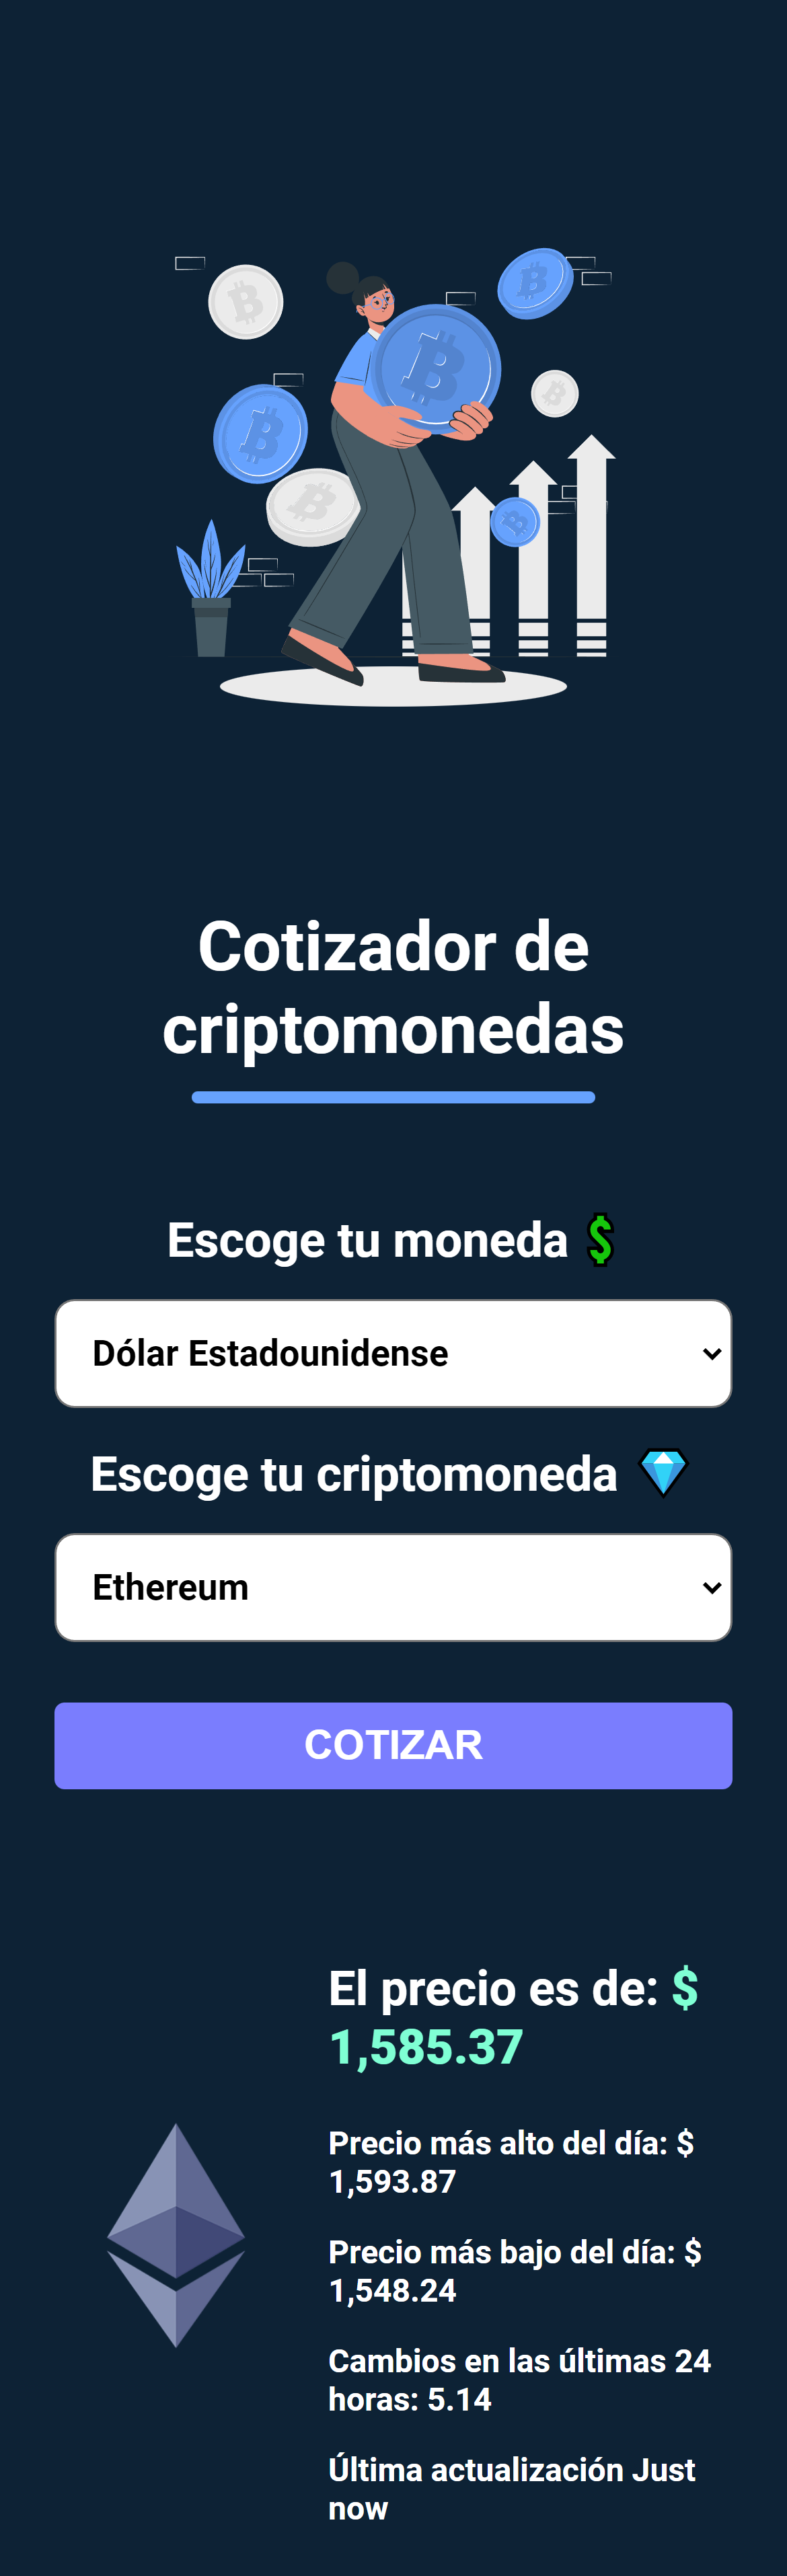 Cotizador de
criptomonedas
Escoge tu moneda 💲
Dólar Estadounidense
Escoge tu criptomoneda 💎
Ethereum
COTIZAR
El precio es de: $
1,585.37
Precio más alto del día: $
1,593.87
Precio más bajo del día: $
1,548.24
Cambios en las últimas 24
horas: 5.14
Última actualización Just
now